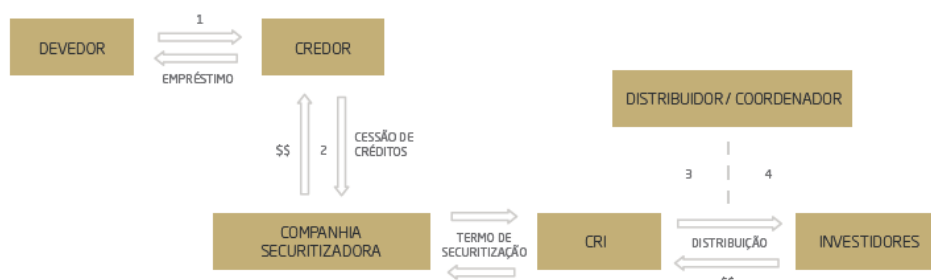 1
DEVEDOR
CREDOR
EMPRÉSTIMO
DISTRIBUIDOR / COORDENADOR
$$
2
CESSÃO DE
CRÉDITOS
3
4
COMPANHIA
SECURITIZADORA
TERMO DE
SECURITIZAÇÃO
CRI
DISTRIBUIÇÃO
INVESTIDORES
$$